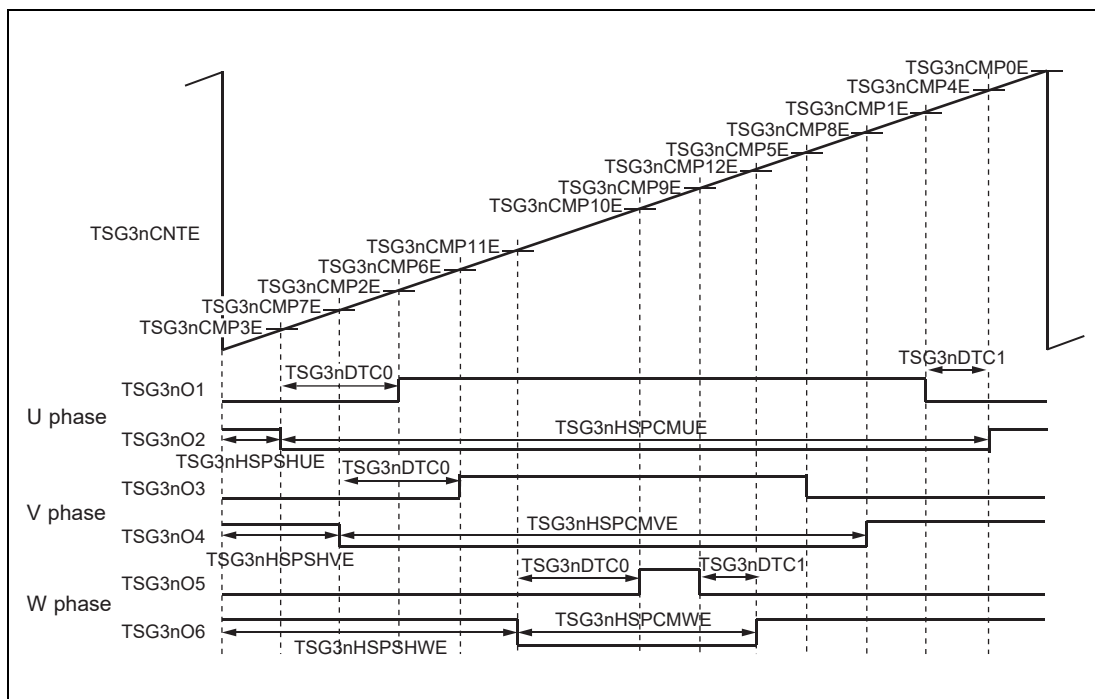 TSG3nCMP0E
TSG3nCMP4E
TSG3nCMP1E
TSG3nCMP8E
TSG3nCMP5E
TSG3nCMP12E
TSG3nCMP9E
TSG3nCMP10E
TSG3nCNTE
TSG3nCMP11E
TSG3nCMP6E
TSG3nCMP2E
TSG3nCMP7E
TSG3nCMP3E
TSG3nDTC0
TSG3nDTC1
TSG3nO1
U phase
TSG3nO2
TSG3nHSPCMUE
TSG3nHSPSHUE
TSG3nDTC0
TSG3nO3
V phase
TSG3nO4
TSG3nHSPCMVE
TSG3nHSPSHVE
TSG3nDTC0
TSG3nDTC1
TSG3nO5
W phase
TSG3nO6
TSG3nHSPCMWE
TSG3nHSPSHWE